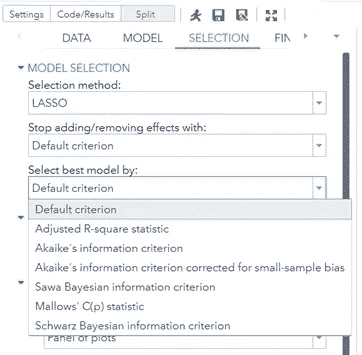 Settings Code/Results Split
DATA MODEL SELECTION FIN
MODEL SELECTION
Selection method:
LASSO
Stop adding/removing effects with:
Default criterion
Select best model by:
Default criterion
Default criterion
Adjusted R-square statistic
Akaike's information criterion
Akaike's information criterion corrected for small-sample bias
Sawa Bayesian information criterion
Mallows' C(p) statistic
Schwarz Bayesian information criterion
Panel of plots